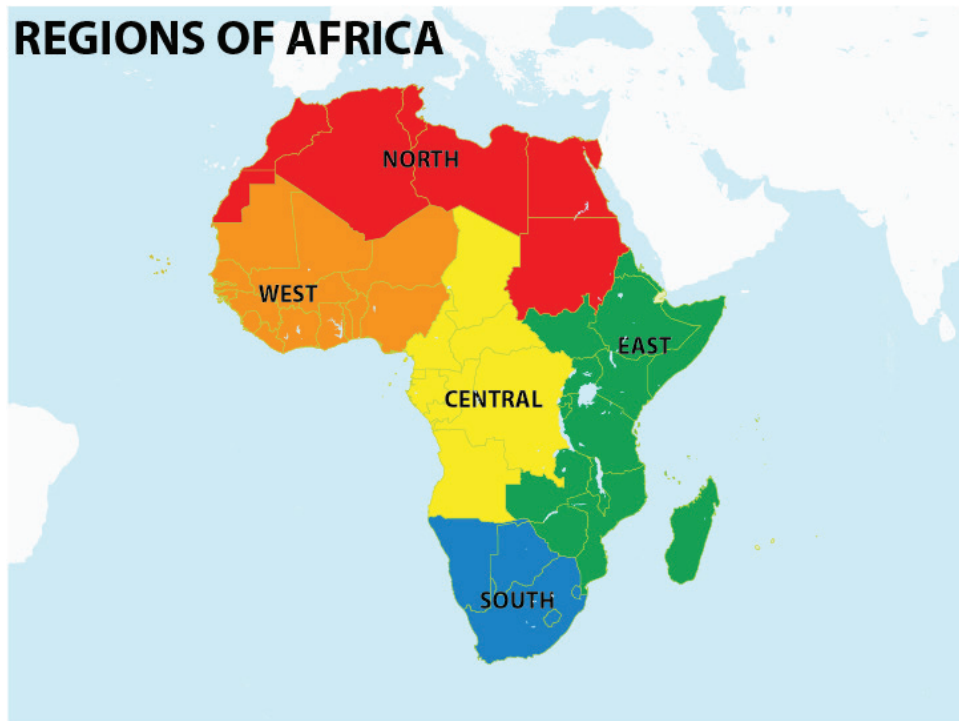 REGIONS OF AFRICA
NORTH
WEST
EAST
CENTRAL
SOUTH